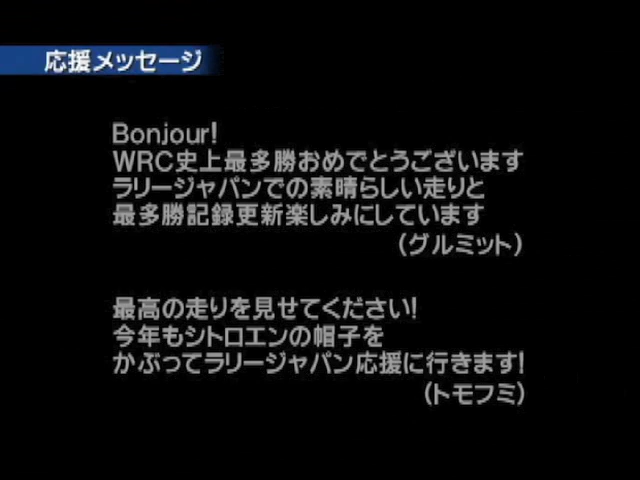 応援メッセージ
Bonjour!
WRC史上最多勝おめでとうございます
ラリージャパンでの素晴らしい走りと
最多勝記録更新楽しみにしています
(グルミット)
最高の走りを見せてください!
今年もシトロエンの帽子を
かぶってラリージャパン応援に行きます!
(トモフミ)